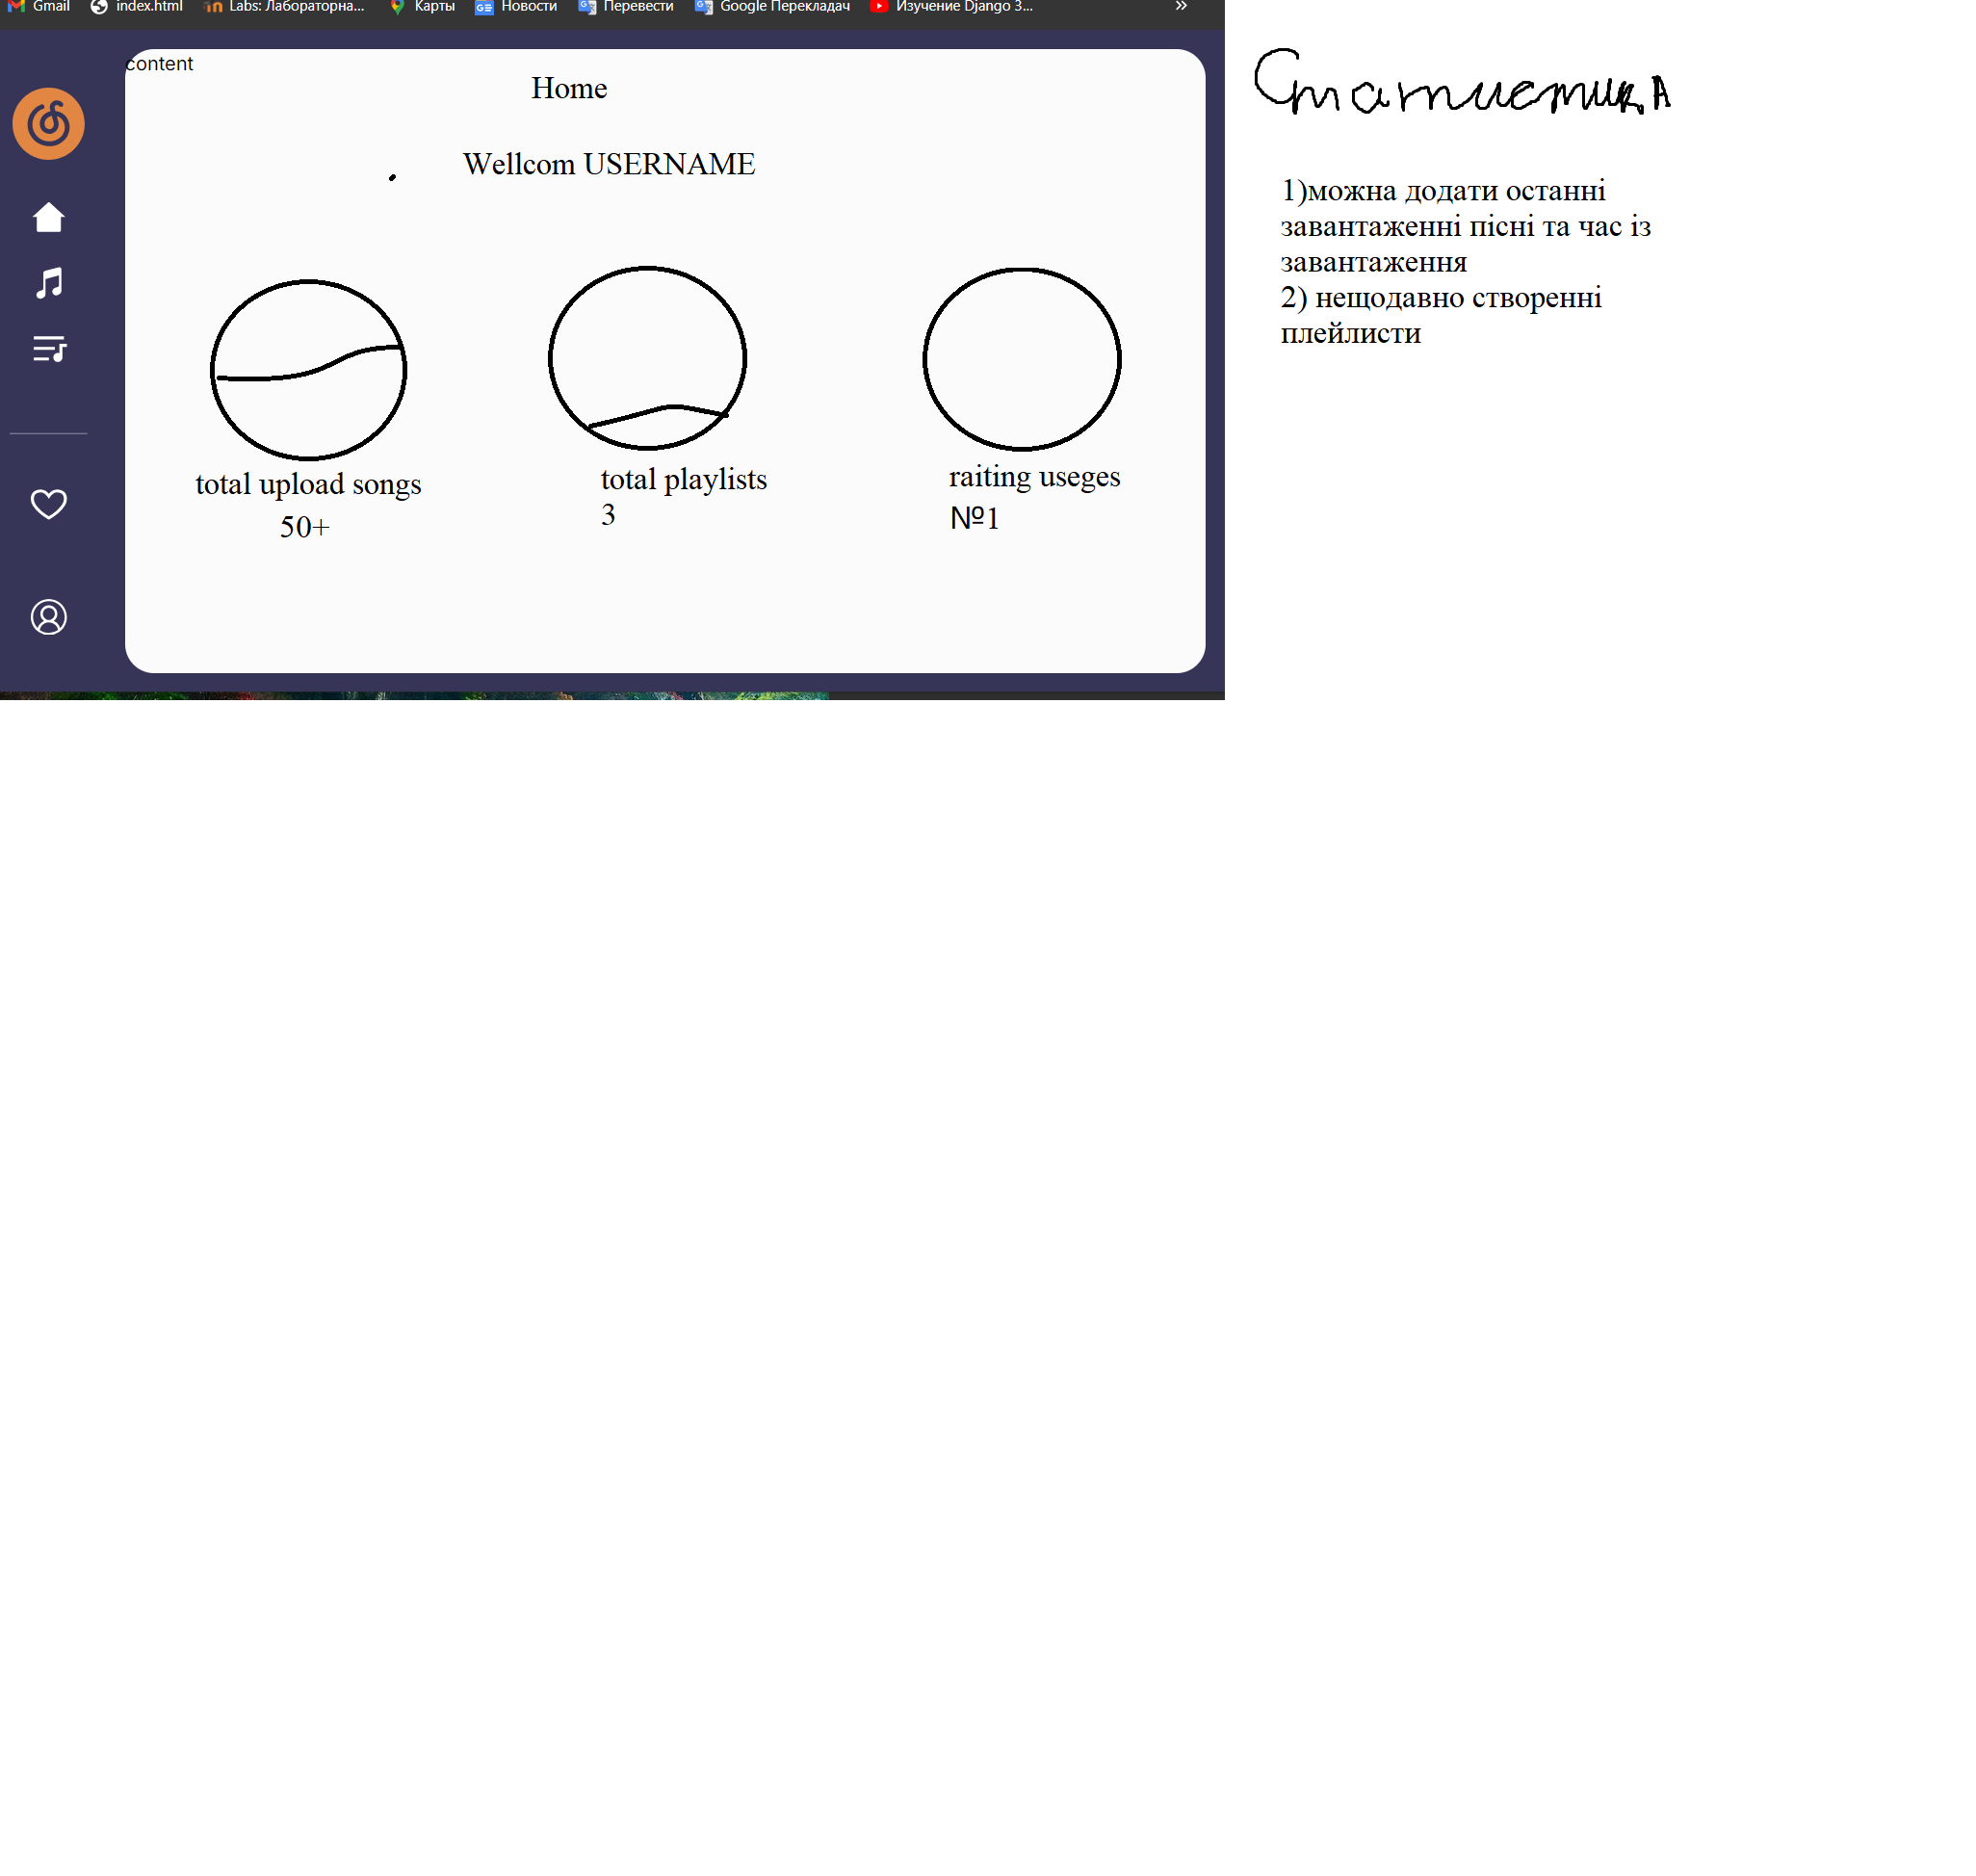 Gmail
index.html
Labs: Лабораторна...
Карты
Новости
Перевести
Google Перекладач
Изучение Django 3...
»
content
Home
Wellcom USERNAME
total upload songs
50+
total playlists
3
raiting useges
№1
СтатистикА
1)можна додати останні
завантаженні пісні та час із
завантаження
2) нещодавно створенні
плейлисти